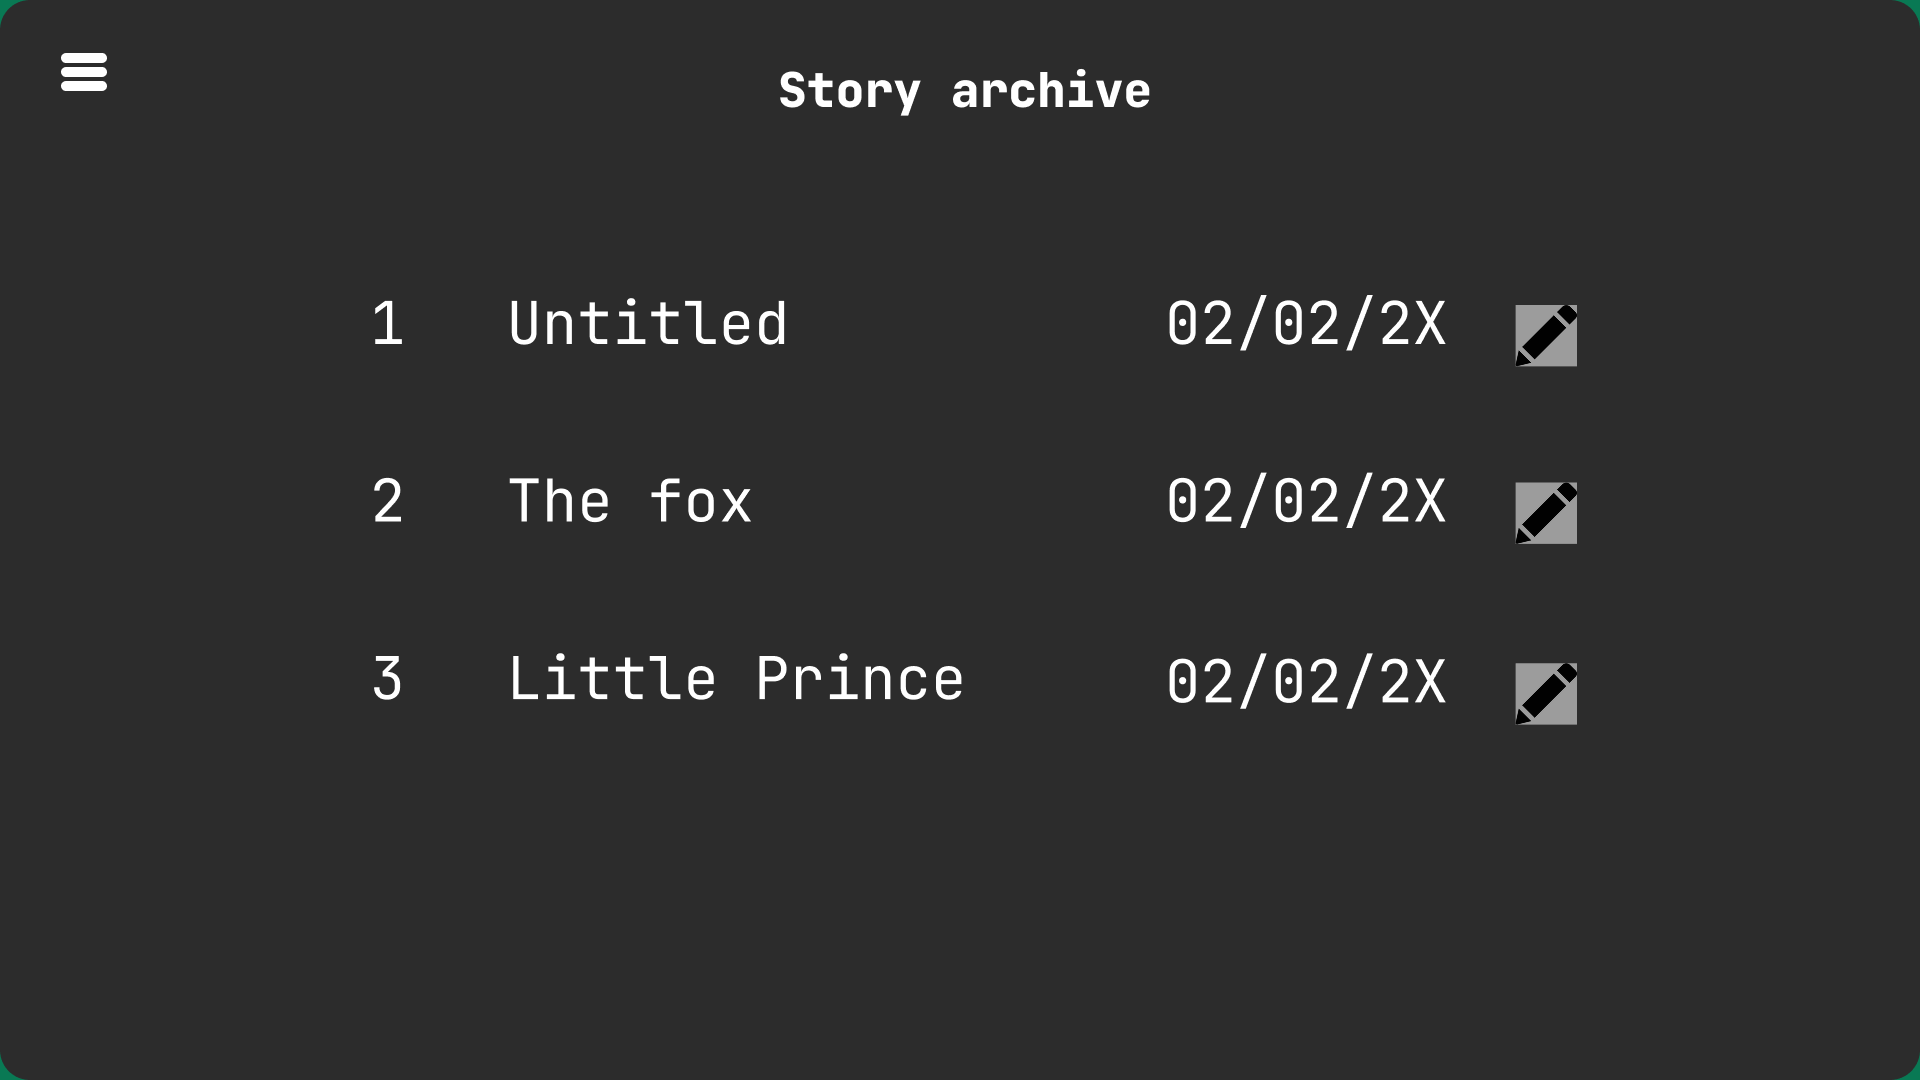 Story archive
1 Untitled 02/02/2X
2 The fox 02/02/2X
3 Little Prince 02/02/2X